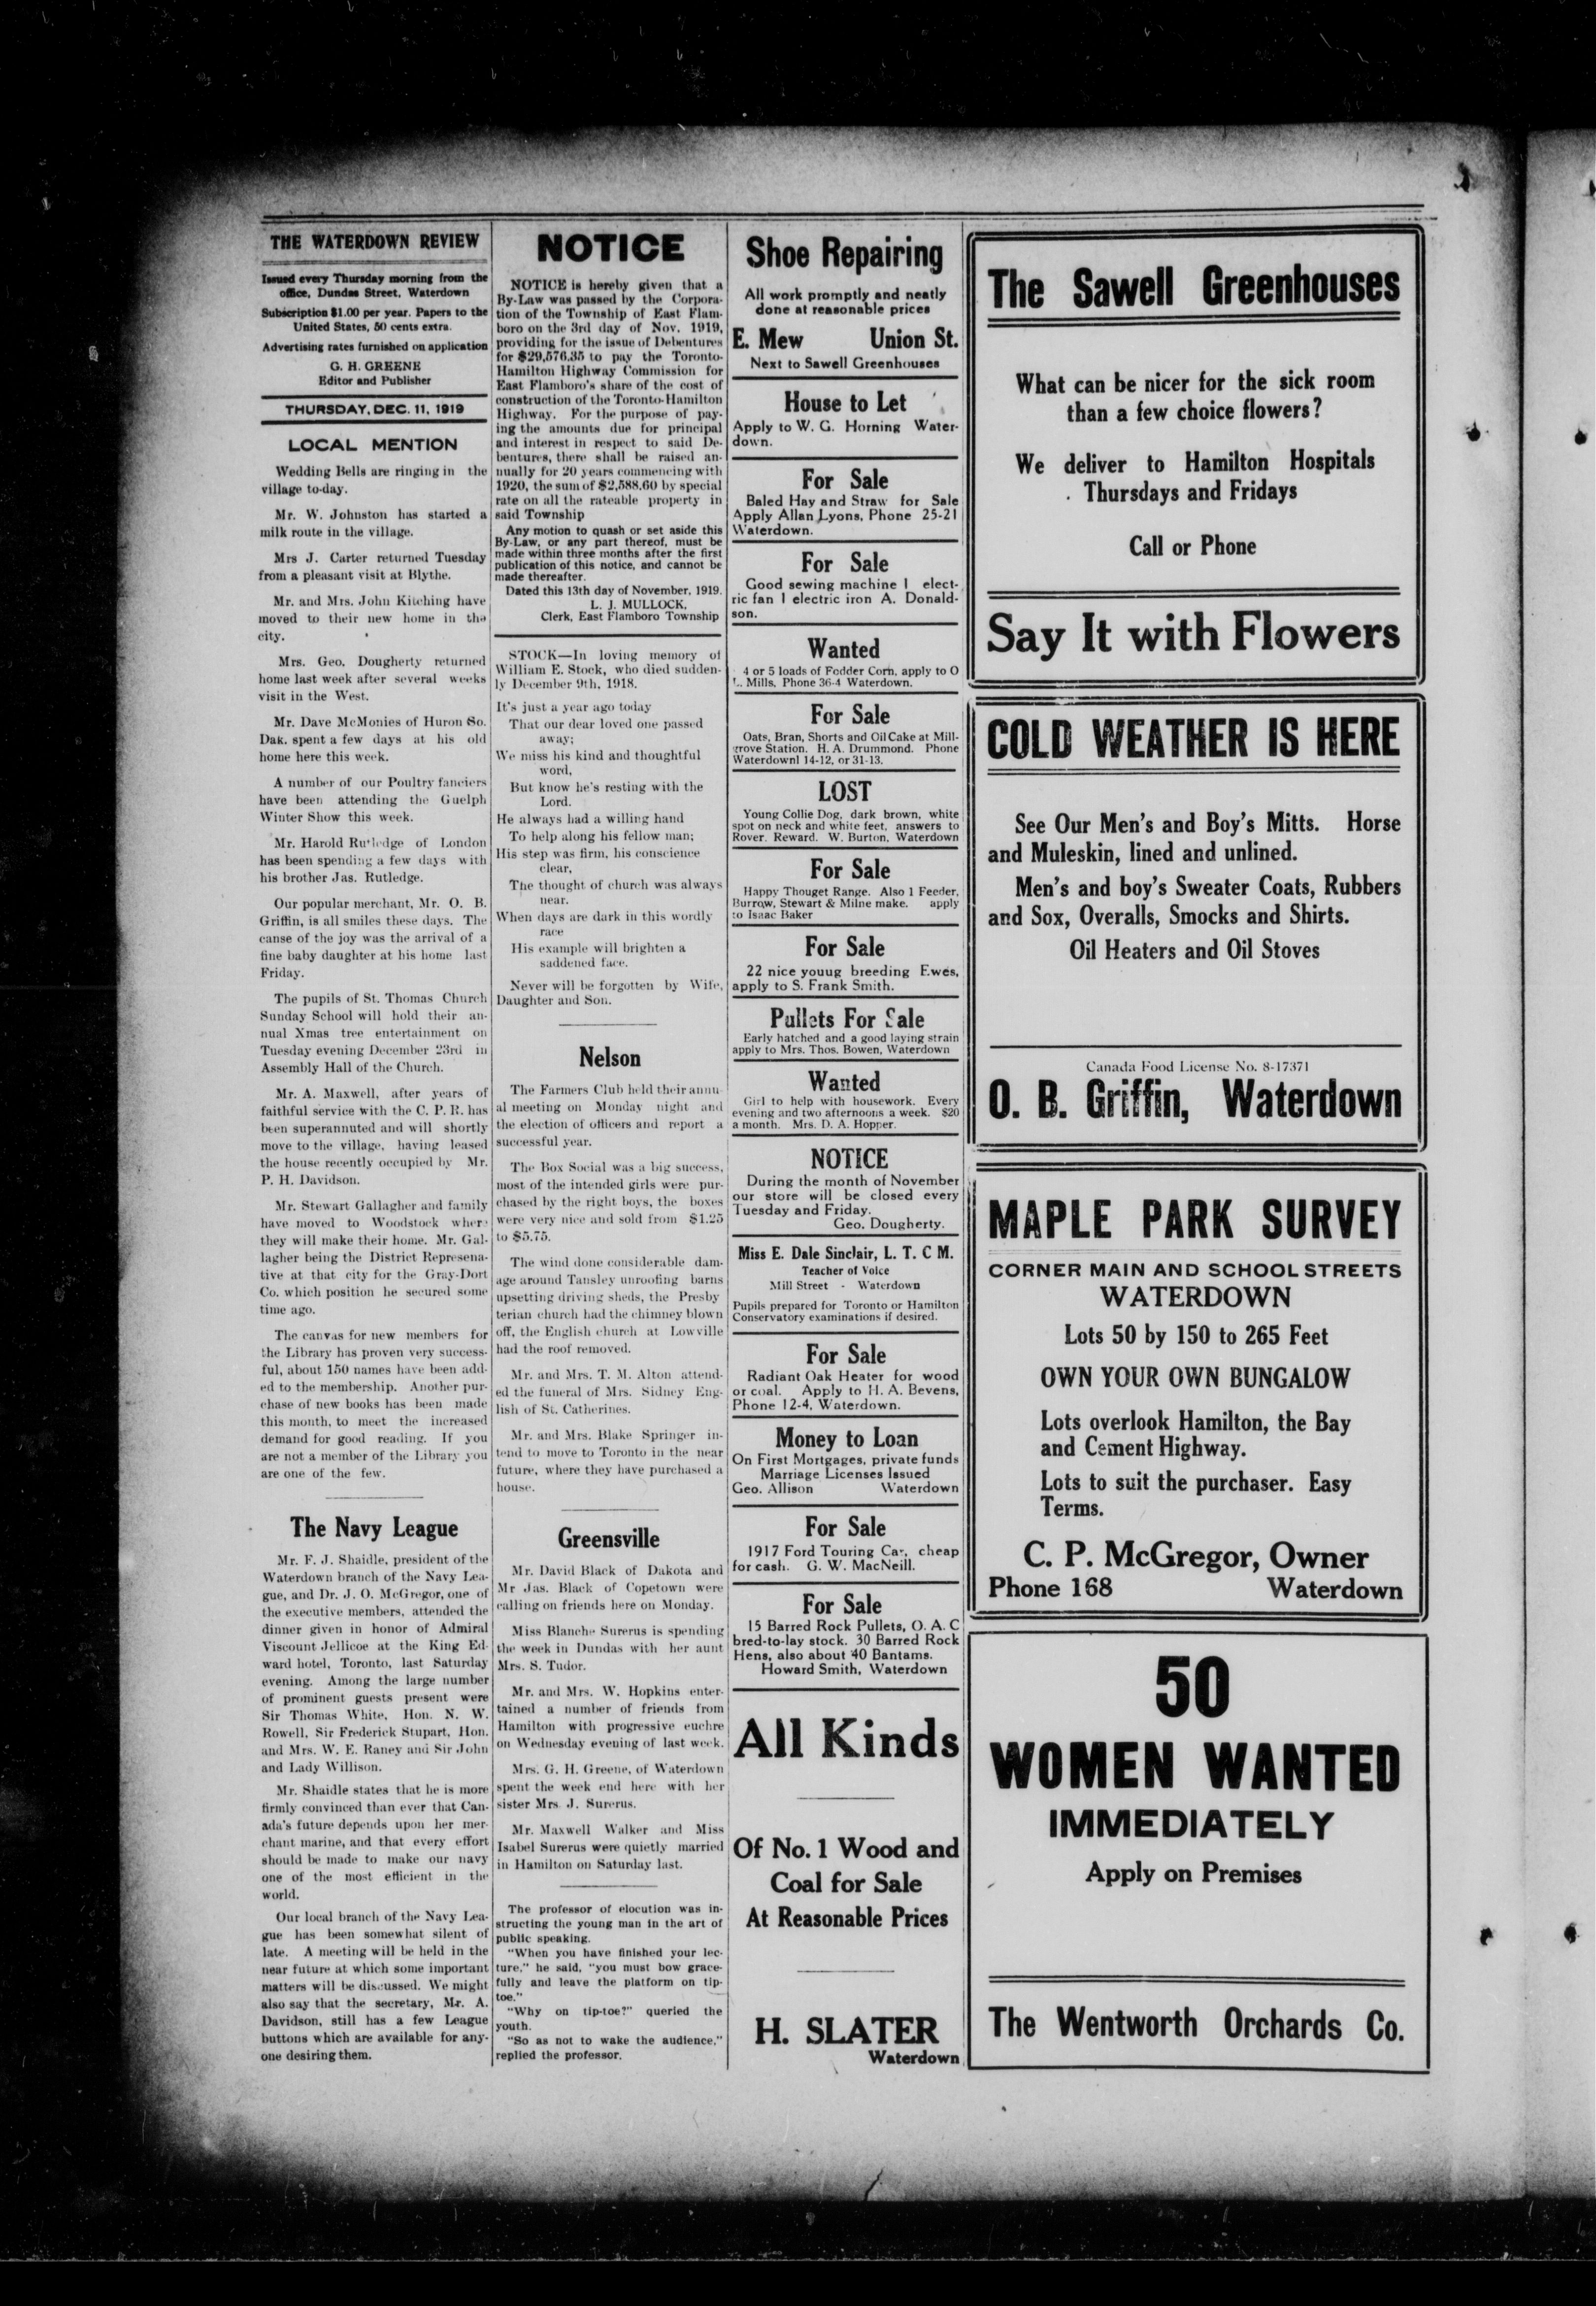 THE WATERDOWN REVIEW
Issued every Thursday morning from the
office, Dundas Street, Waterdown
Subscription $1.00 per year. Papers to the
United States, 50 cents extra.
Advertising rates furnished on application
G. H. GREENE
Editor and Publisher
THURSDAY, DEC. 11, 1919
LOCAL MENTION
Wedding Bells are ringing in the
village to-day.
Mr. W. Johnston has started a
milk route in the village.
Mrs J. Carter returned Tuesday
from a pleasant visit at Blythe.
Mr. and Mrs. John Kitching have
moved to their new home in the
city.
Mrs. Geo. Dougherty returned
home last week after several weeks
visit in the West.
Mr. Dave McMonies of Huron So.
Dak. spent a few days at his old
home here this week.
A number of our Poultry fanciers
have been attending the Guelph
Winter Show this week.
Mr. Harold Rutledge of London
has been spending a few days with
his brother Jas. Rutledge.
Our popular merchant, Mr. O. B.
Griffin, is all smiles these days. The
canse of the joy was the arrival of a
fine baby daughter at his home last
Friday.
The pupils of St. Thomas Church
Sunday School will hold their an-
nual Xmas tree entertainment on
Tuesday evening December 23rd in
Assembly Hall of the Church.
Mr. A. Maxwell, after years of
faithful service with the C. P. R. has
been superannuted and will shortly
move to the village, having leased
the house recently occupied by Mr.
P. H. Davidson.
Mr. Stewart Gallagher and family
have moved to Woodstock where
they will make their home. Mr. Gal-
lagher being the District Represena-
tive at that city for the Gray-Dort
Co. which position he secured some
time ago.
The canvas for new members for
the Library has proven very success-
ful, about 150 names have been add-
ed to the membership. Another pur-
chase of new books has been made
this month, to meet the increased
demand for good reading. If you
are not a member of the Library you
are one of the few.
The Navy League
Mr. F. J. Shaidle, president of the
Waterdown branch of the Navy Lea-
gue, and Dr. J. O. McGregor, one of
the executive members, attended the
dinner given in honor of Admiral
Viscount Jellicoe at the King Ed-
ward hotel, Toronto, last Saturday
evening. Among the large number
of prominent guests present were
Sir Thomas White, Hon. N. W.
Rowell, Sir Frederick Stupart, Hon.
and Mrs. W. E. Raney and Sir John
and Lady Willison.
Mr. Shaidle states that he is more
firmly convinced than ever that Can-
ada's future depends upon her mer-
chant marine, and that every effort
should be made to make our navy
one of the most efficient in the
world.
Our local branch of the Navy Lea-
gue has been somewhat silent of
late. A meeting will be held in the
near future at which some important
matters will be discussed. We might
also say that the secretary, Mr. A.
Davidson, still has a few League
buttons which are available for any-
one desiring them.
NOTICE
NOTICE is hereby given that a
By-Law was passed by the Corpora-
tion of the Township of East Flam-
boro on the 3rd day of Nov. 1919,
providing for the issue of Debentures
for $29,576.35 to pay the Toronto-
Hamilton Highway Commission for
East Flamboro's share of the cost of
construction of the Toronto-Hamilton
Highway. For the purpose of pay-
ing the amounts due for principal
and interest in respect to said De-
bentures, there shall be raised an-
nually for 20 years commencing with
1920, the sum of $2,588.60 by special
rate on all the rateable property in
said Township
Any motion to quash or set aside this
By-Law, or any part thereof, must be
made within three months after the first
publication of this notice, and cannot be
made thereafter.
Dated this 13th day of November, 1919.
L. J. MULLOCK,
Clerk, East Flamboro Township
STOCK—In loving memory of
William E. Stock, who died sudden-
ly December 9th, 1918.
It's just a year ago today
That our dear loved one passed
away;
We miss his kind and thoughtful
word,
But know he's resting with the
Lord.
He always had a willing hand
To help along his fellow man;
His step was firm, his conscience
clear,
The thought of church was always
near.
When days are dark in this wordly
race
His example will brighten a
saddened face.
Never will be forgotten by Wife,
Daughter and Son.
Nelson
The Farmers Club held their annu-
al meeting on Monday night and
the election of officers and report a
successful year.
The Box Social was a big success,
most of the intended girls were pur-
chased by the right boys, the boxes
were very nice and sold from $1.25
to $5.75.
The wind done considerable dam-
age around Tansley unroofing barns
upsetting driving sheds, the Presby
terian church had the chimney blown
off, the English church at Lowville
had the roof removed.
Mr. and Mrs. T. M. Alton attend-
ed the funeral of Mrs. Sidney Eng-
lish of St. Catherines.
Mr. and Mrs. Blake Springer in-
tend to move to Toronto in the near
future, where they have purchased a
house.
Greensville
Mr. David Black of Dakota and
Mr Jas. Black of Copetown were
calling on friends here on Monday.
Miss Blanche Surerus is spending
the week in Dundas with her aunt
Mrs. S. Tudor.
Mr. and Mrs. W. Hopkins enter-
tained a number of friends from
Hamilton with progressive euchre
on Wednesday evening of last week.
Mrs. G. H. Greene, of Waterdown
spent the week end here with her
sister Mrs J. Surerus.
Mr. Maxwell Walker and Miss
Isabel Surerus were quietly married
in Hamilton on Saturday last.
The professor of elocution was in-
structing the young man in the art of
public speaking.
"When you have finished your lec-
ture," he said, "you must bow grace-
fully and leave the platform on tip-
toe."
"Why on tip-toe?" queried the
youth.
"So as not to wake the audience,"
replied the professor.
Shoe Repairing
All work promptly and neatly
done at reasonable prices
E. Mew Union St.
Next to Sawell Greenhouses
House to Let
Apply to W. G. Horning Water-
down.
For Sale
Baled Hay and Straw for Sale
Apply Allan Lyons, Phone 25-21
Waterdown.
For Sale
Good sewing machine 1 elect-
ric fan 1 electric iron A. Donald-
son.
Wanted
4 or 5 loads of Fodder Corn, apply to O
L. Mills, Phone 36-4 Waterdown.
For Sale
Oats, Bran, Shorts and Oil Cake at Mill-
grove Station. H. A. Drummond. Phone
Waterdownl 14-12, or 31-13.
LOST
Young Collie Dog, dark brown, white
spot on neck and white feet, answers to
Rover. Reward. W. Burton, Waterdown
For Sale
Happy Thouget Range. Also 1 Feeder,
Burrow, Stewart & Milne make. apply
to Isaac Baker
For Sale
22 nice youug breeding Ewes,
apply to S. Frank Smith.
Pullets For Sale
Early hatched and a good laying strain
apply to Mrs. Thos. Bowen, Waterdown
Wanted
Girl to help with housework. Every
evening and two afternoons a week. $20
a month. Mrs. D. A. Hopper.
NOTICE
During the month of November
our store will be closed every
Tuesday and Friday.
Geo. Dougherty.
Miss E. Dale Sinclair, L. T. C M.
Teacher of Voice
Mill Street - Waterdown
Pupils prepared for Toronto or Hamilton
Conservatory examinations if desired.
For Sale
Radiant Oak Heater for wood
or coal. Apply to H. A. Bevens,
Phone 12-4, Waterdown.
Money to Loan
On First Mortgages, private funds
Marriage Licenses Issued
Geo. Allison Waterdown
For Sale
1917 Ford Touring Car, cheap
for cash. G. W. MacNeill.
For Sale
15 Barred Rock Pullets, O. A. C
bred-to-lay stock. 30 Barred Rock
Hens, also about 40 Bantams.
Howard Smith, Waterdown
All Kinds
Of No. 1 Wood and
Coal for Sale
At Reasonable Prices
H. SLATER
Waterdown
The Sawell Greenhouses
What can be nicer for the sick room
than a few choice flowers?
We deliver to Hamilton Hospitals
Thursdays and Fridays
Call or Phone
Say It with Flowers
COLD WEATHER IS HERE
See Our Men's and Boy's Mitts. Horse
and Muleskin, lined and unlined.
Men's and boy's Sweater Coats, Rubbers
and Sox, Overalls, Smocks and Shirts.
Oil Heaters and Oil Stoves
Canada Food License No. 8-17371
O. B. Griffin, Waterdown
MAPLE PARK SURVEY
CORNER MAIN AND SCHOOL STREETS
WATERDOWN
Lots 50 by 150 to 265 Feet
OWN YOUR OWN BUNGALOW
Lots overlook Hamilton, the Bay
and Cement Highway.
Lots to suit the purchaser. Easy
Terms.
C. P. McGregor, Owner
Phone 168 Waterdown
50
WOMEN WANTED
IMMEDIATELY
Apply on Premises
The Wentworth Orchards Co.